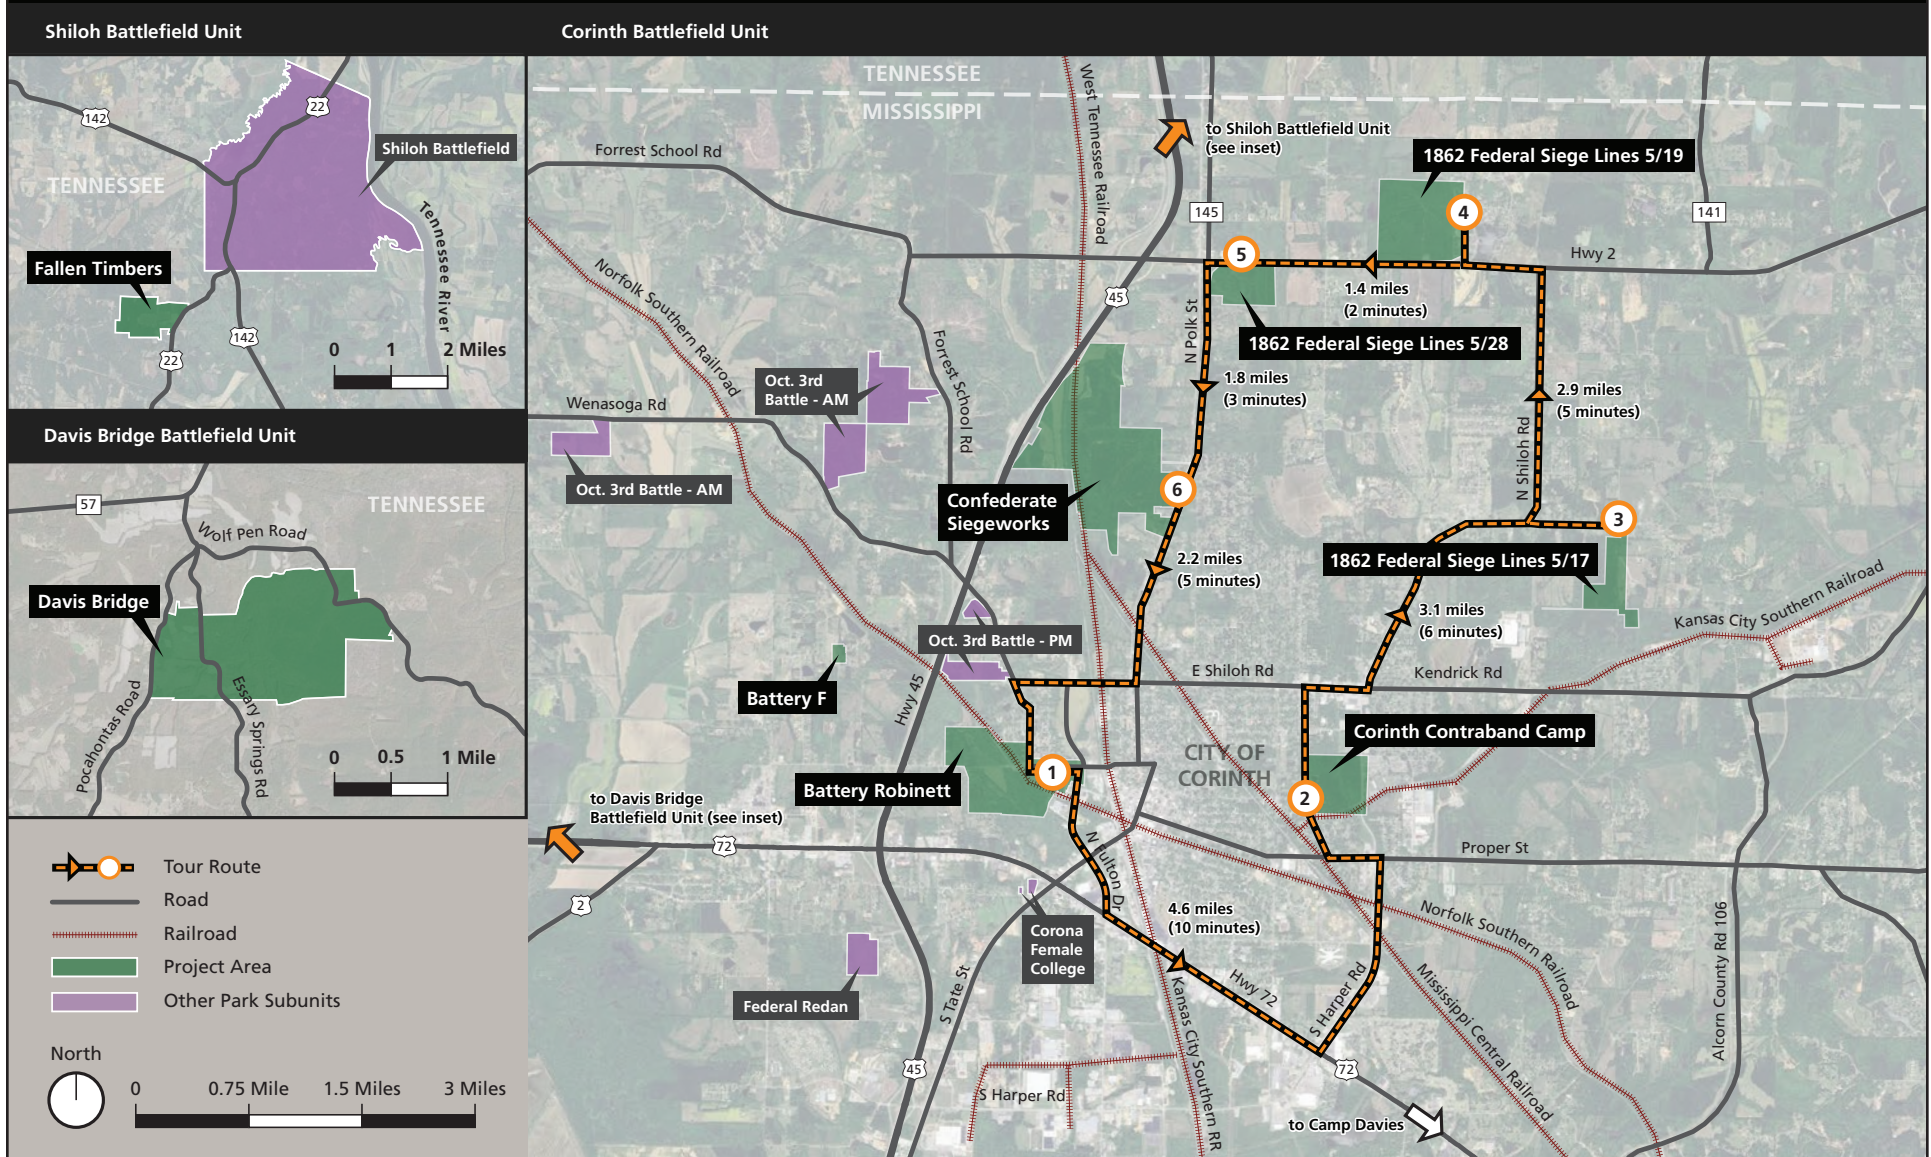 Shiloh Battlefield Unit
Corinth Battlefield Unit
142
22
Shiloh Battlefield
TENNESSEE
Tennessee River
Fallen Timbers
142
22
0 1 2 Miles
Davis Bridge Battlefield Unit
57
TENNESSEE
Wolf Pen Road
Davis Bridge
Pocahontas Road
Essary Springs Rd
0 0.5 1 Mile
Tour Route
Road
Railroad
Project Area
Other Park Subunits
North
0 0.75 Mile 1.5 Miles 3 Miles
TENNESSEE
MISSISSIPPI
West Tennessee Railroad
to Shiloh Battlefield Unit
(see inset)
Forrest School Rd
1862 Federal Siege Lines 5/19
145
4
141
5
Hwy 2
Norfolk Southern Railroad
45
1.4 miles
(2 minutes)
N Polk St
1862 Federal Siege Lines 5/28
Forrest School Rd
Oct. 3rd
Battle - AM
1.8 miles
(3 minutes)
2.9 miles
(5 minutes)
Wenasoga Rd
N Shiloh Rd
Oct. 3rd Battle - AM
Confederate
Siegeworks
6
3
2.2 miles
(5 minutes)
1862 Federal Siege Lines 5/17
3.1 miles
(6 minutes)
Kansas City Southern Railroad
Oct. 3rd Battle - PM
E Shiloh Rd
Kendrick Rd
Battery F
Hwy 45
Corinth Contraband Camp
CITY OF
CORINTH
1
Battery Robinett
2
to Davis Bridge
Battlefield Unit (see inset)
72
N Fulton Dr
Proper St
2
4.6 miles
(10 minutes)
Norfolk Southern Railroad
Corona
Female
College
Hwy 72
S Harper Rd
Mississippi Central Railroad
Alcorn County Rd 106
Federal Redan
S Tate St
Kansas City Southern RR
45
72
S Harper Rd
to Camp Davies